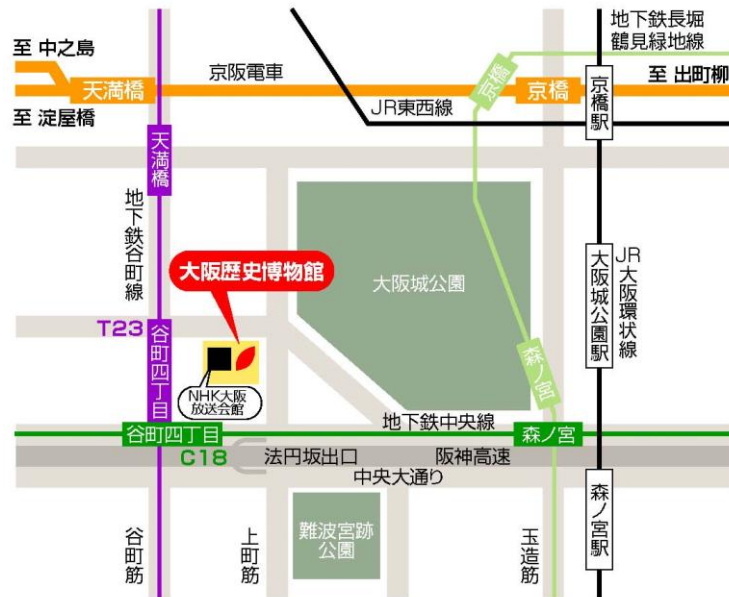 至 中之島
天満橋
至 淀屋橋
京阪電車
JR東西線
京橋
京橋
地下鉄長堀
鶴見緑地線
至 出町柳
京橋駅
天満橋
地下鉄谷町線
大阪歴史博物館
大阪城公園
大阪城公園駅
JR大阪環状線
T23
谷町四丁目
NHK大阪
放送会館
森ノ宮
地下鉄中央線
谷町四丁目
森ノ宮
C18
法円坂出口
阪神高速
中央大通り
森ノ宮駅
谷町筋
上町筋
難波宮跡
公園
玉造筋